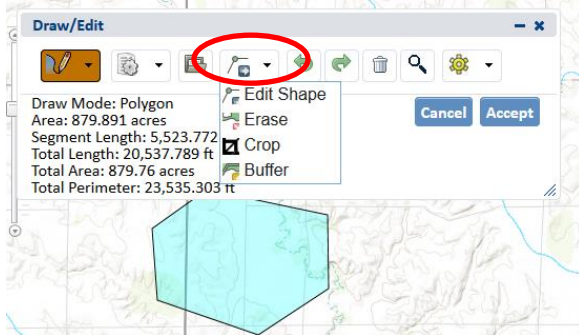 Draw/Edit
Draw Mode: Polygon
Area: 879.891 acres
Segment Length: 5,523.772
Total Length: 20,537.789 ft
Total Area: 879.76 acres
Total Perimeter: 23,535.303 ft
Edit Shape
Erase
Crop
Buffer
Cancel
Accept